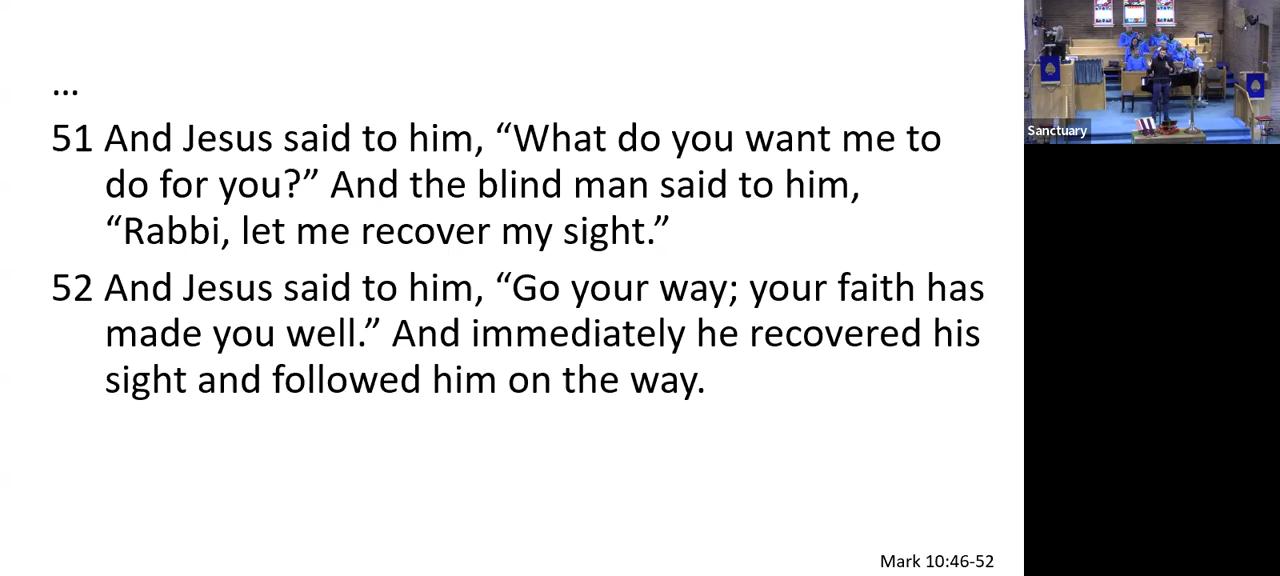 ...
51 And Jesus said to him, “What do you want me to
do for you?” And the blind man said to him,
“Rabbi, let me recover my sight.”
52 And Jesus said to him, “Go your way; your faith has
made you well.” And immediately he recovered his
sight and followed him on the way.
Mark 10:46-52
Sanctuary